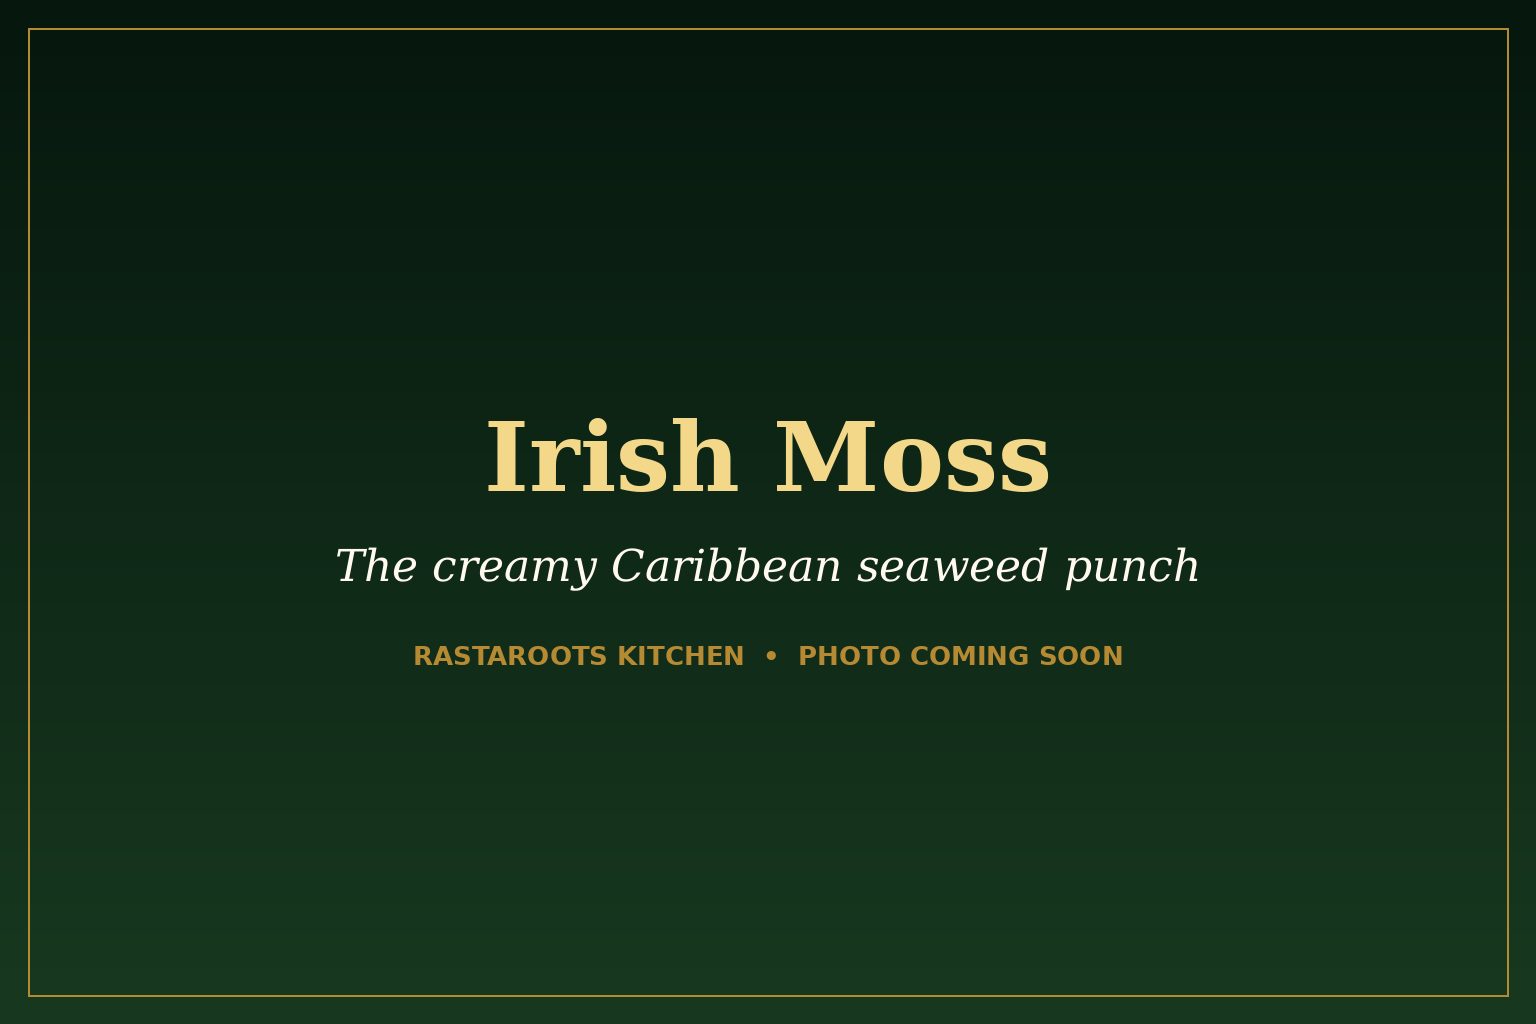 Irish Moss
The creamy Caribbean seaweed punch
RASTAROOTS KITCHEN • PHOTO COMING SOON